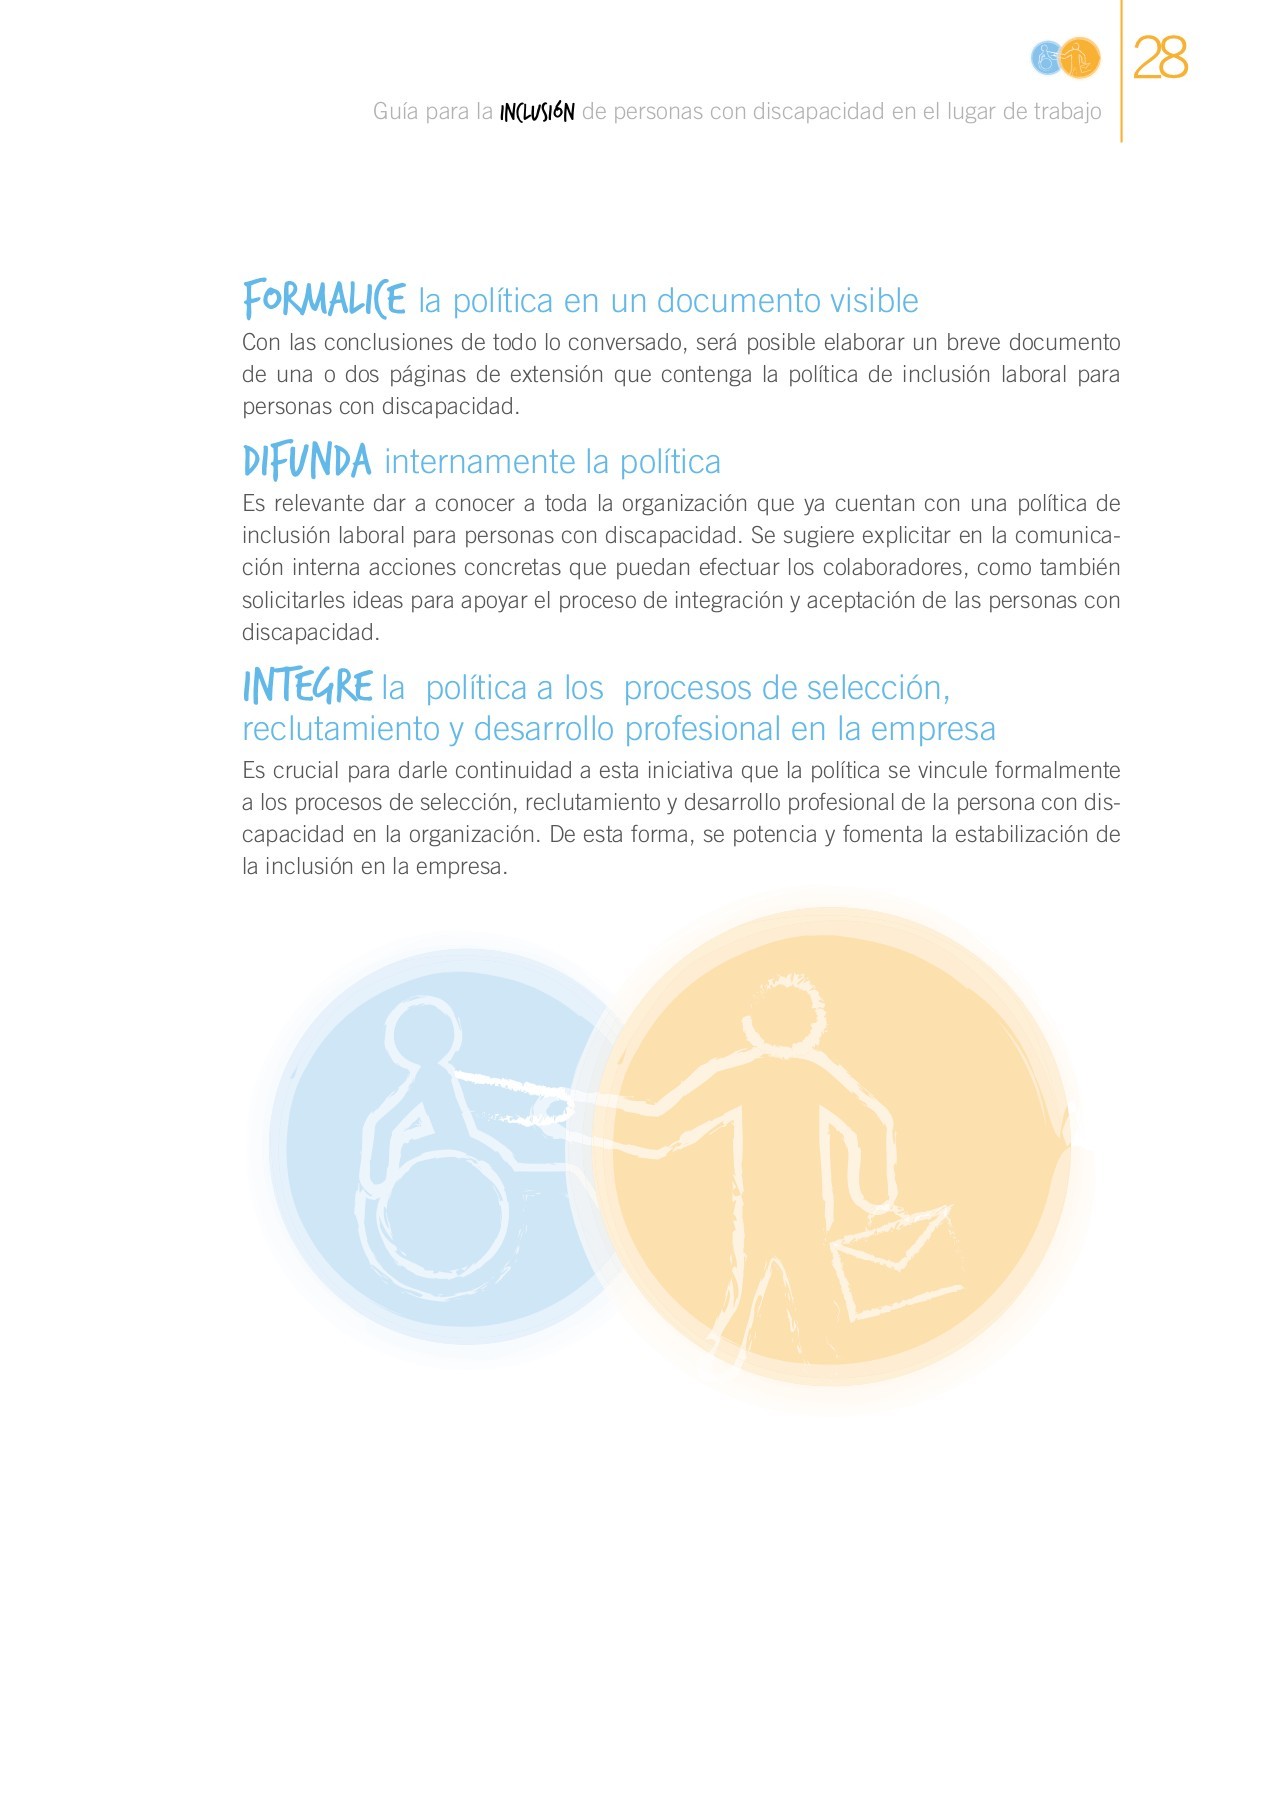 28
Guía para la INCLUSIÓN de personas con discapacidad en el lugar de trabajo
FORMALICE la política en un documento visible
Con las conclusiones de todo lo conversado, será posible elaborar un breve documento
de una o dos páginas de extensión que contenga la política de inclusión laboral para
personas con discapacidad.
DIFUNDA internamente la política
Es relevante dar a conocer a toda la organización que ya cuentan con una política de
inclusión laboral para personas con discapacidad. Se sugiere explicitar en la comunica-
ción interna acciones concretas que puedan efectuar los colaboradores, como también
solicitarles ideas para apoyar el proceso de integración y aceptación de las personas con
discapacidad.
INTEGRE la política a los procesos de selección,
reclutamiento y desarrollo profesional en la empresa
Es crucial para darle continuidad a esta iniciativa que la política se vincule formalmente
a los procesos de selección, reclutamiento y desarrollo profesional de la persona con dis-
capacidad en la organización. De esta forma, se potencia y fomenta la estabilización de
la inclusión en la empresa.